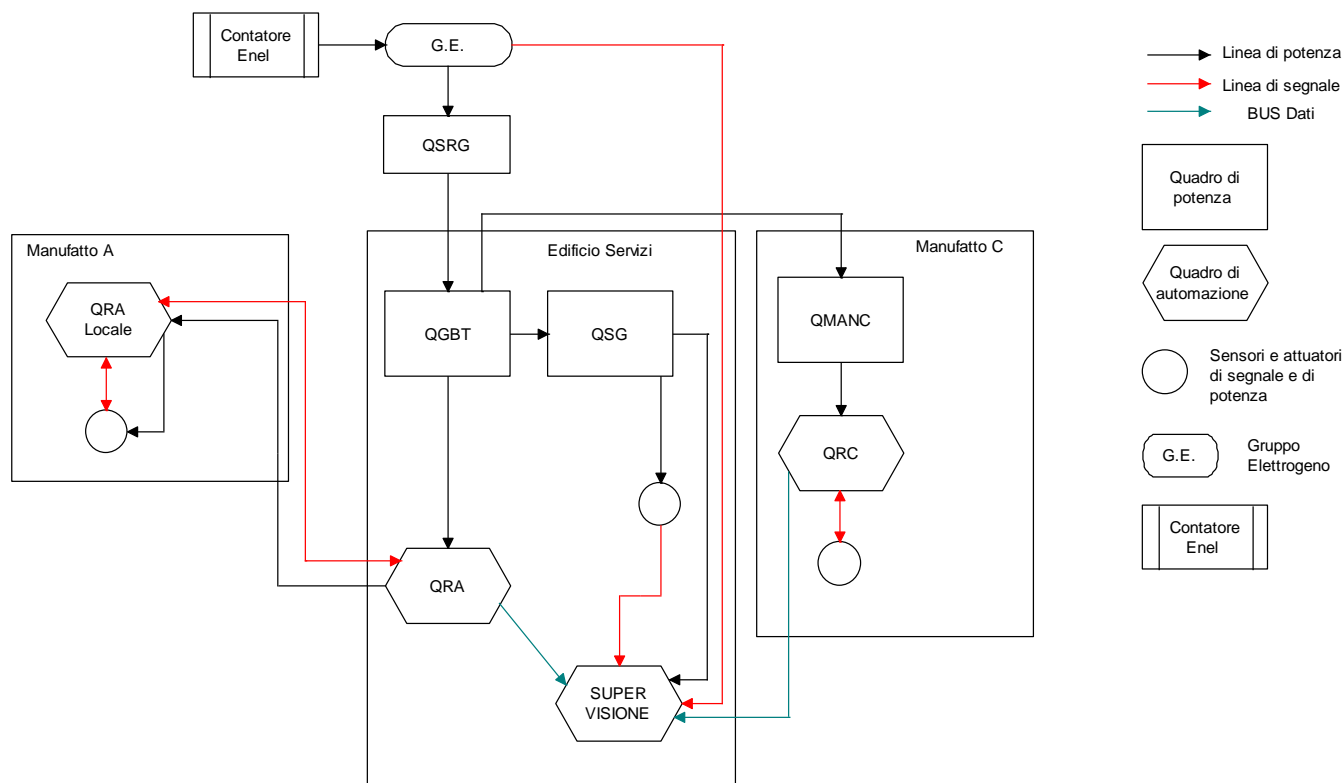 Contatore
Enel
G.E.
QSRG
Linea di potenza
Linea di segnale
BUS Dati
Quadro di
potenza
Quadro di
automazione
Sensori e attuatori
di segnale e di
potenza
G.E.
Gruppo
Elettrogeno
Contatore
Enel
Manufatto A
QRA
Locale
Edificio Servizi
QGBT
QSG
QRA
SUPER
VISIONE
Manufatto C
QMANC
QRC